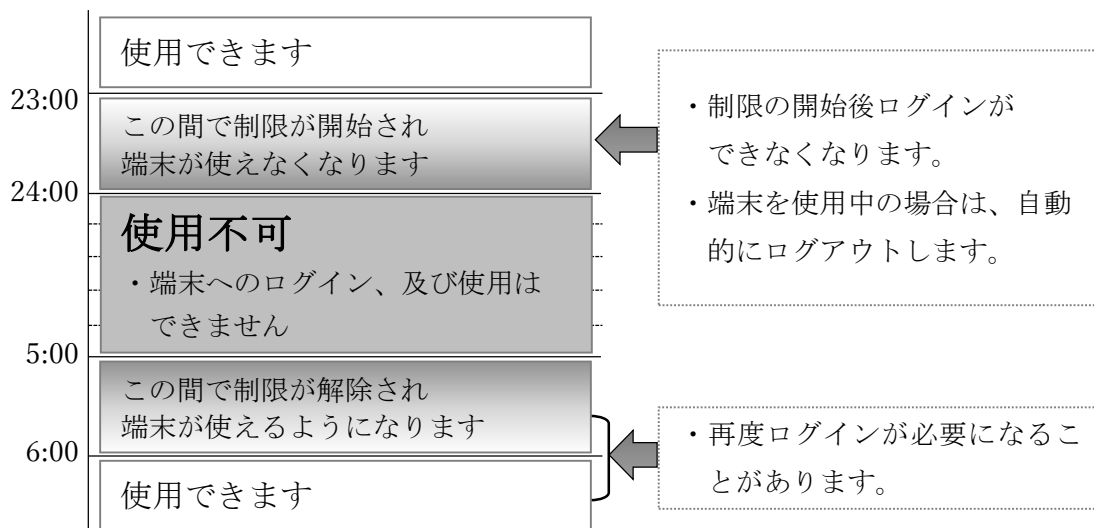 使用できます
23:00
この間で制限が開始され
端末が使えなくなります
・制限の開始後ログインが
できなくなります。
・端末を使用中の場合は、自動
的にログアウトします。
24:00
使用不可
・端末へのログイン、及び使用は
できません
5:00
この間で制限が解除され
端末が使えるようになります
6:00
使用できます
・再度ログインが必要になるこ
とがあります。